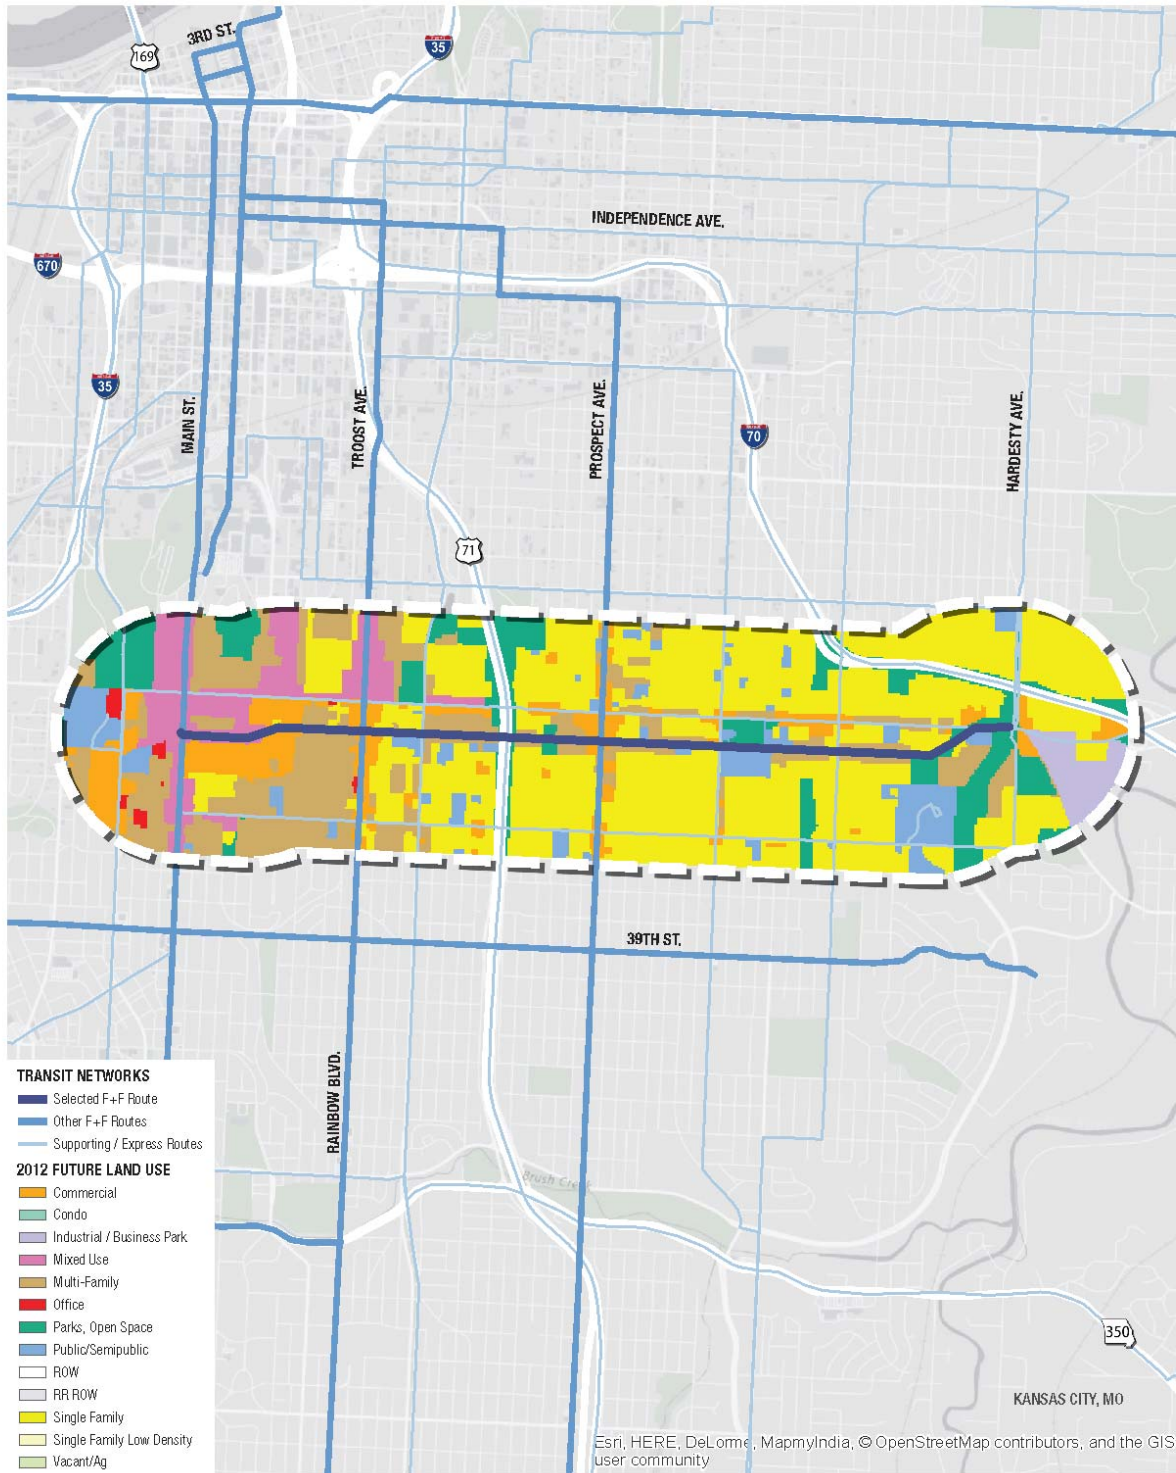 3RD ST.
169
35
INDEPENDENCE AVE.
670
35
MAIN ST.
TROOST AVE.
PROSPECT AVE.
HARDESTY AVE.
70
71
39TH ST.
RAINBOW BLVD.
Brush Creek
350
KANSAS CITY, MO
TRANSIT NETWORKS
Selected F+F Route
Other F+F Routes
Supporting / Express Routes
2012 FUTURE LAND USE
Commercial
Condo
Industrial / Business Park
Mixed Use
Multi-Family
Office
Parks, Open Space
Public/Semipublic
ROW
RR ROW
Single Family
Single Family Low Density
Vacant/Ag
Esri, HERE, DeLorme, MapmyIndia, © OpenStreetMap contributors, and the GIS
user community